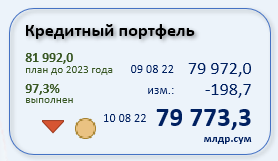 Кредитный портфель
81 992,0
план до 2023 года
09 08 22 79 972,0
97,3%
выполнен
изм.: -198,7
10 08 22 79 773,3
млдр.сум